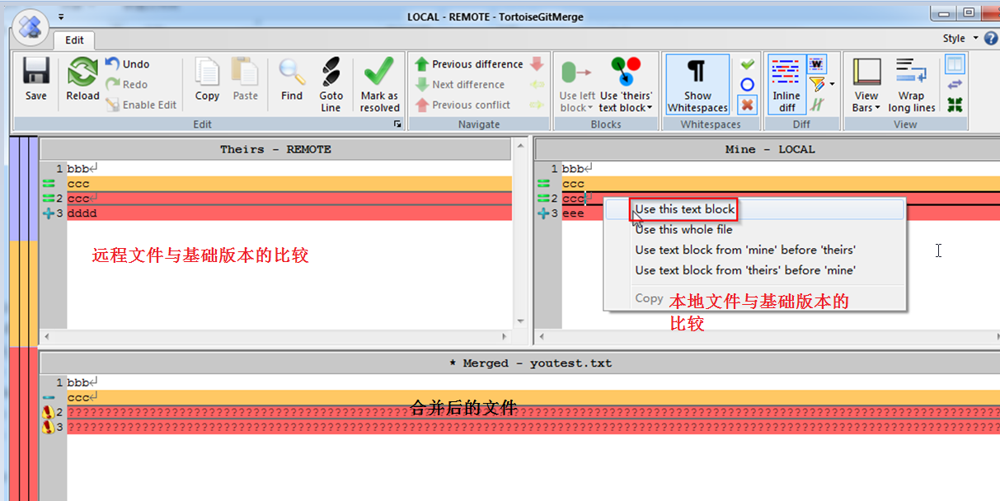 LOCAL - REMOTE - TortoiseGitMerge
Edit
Style
Save
Reload
Undo
Redo
Enable Edit
Copy
Paste
Find
Goto Line
Mark as resolved
Edit
Previous difference
Next difference
Previous conflict
Navigate
Use left block
Use 'theirs' text block
Blocks
Show Whitespaces
Whitespaces
Inline diff
Diff
View Bars
Wrap long lines
View
Theirs - REMOTE
1 bbb
ccc
2 ccc
3 dddd
远程文件与基础版本的比较
Mine - LOCAL
1 bbb
ccc
2 ccc
3 eee
Use this text block
Use this whole file
Use text block from 'mine' before 'theirs'
Use text block from 'theirs' before 'mine'
Copy
本地文件与基础版本的
比较
* Merged - youtest.txt
1 bbb
ccc
合并后的文件
2
3